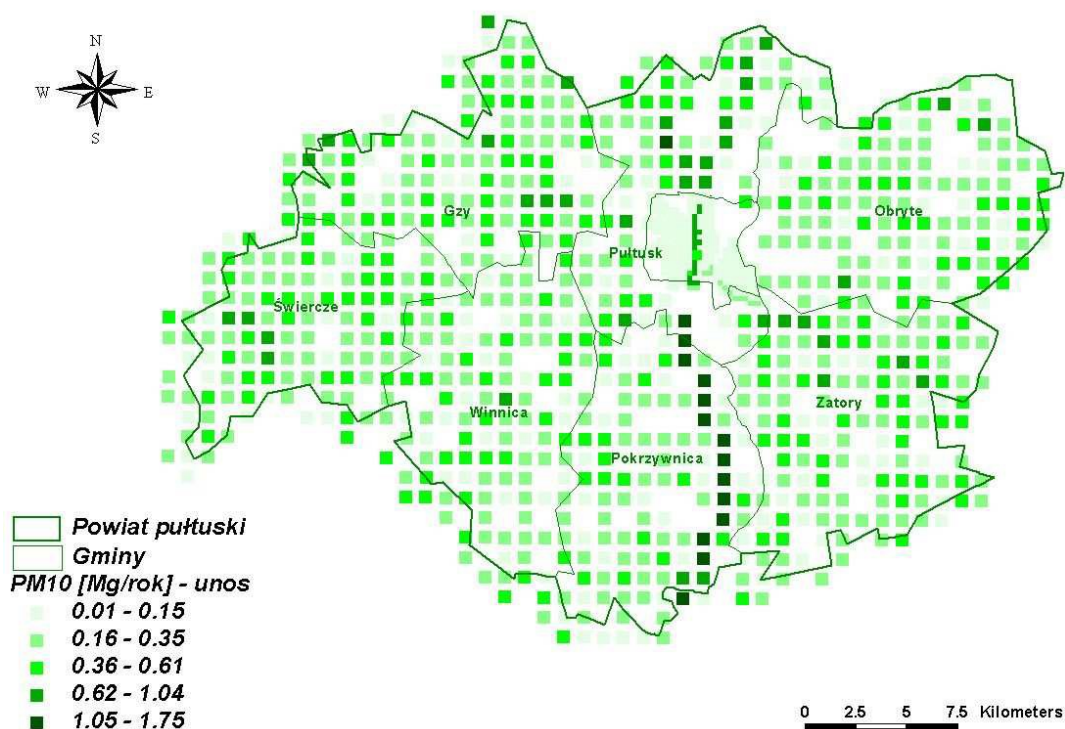 N
W E
S
Gzy
Obryte
Pułtusk
Świercze
Winnica
Zatory
Pokrzywnica
Powiat pułtuski
Gminy
PM10 [Mg/rok] - unos
0.01 - 0.15
0.16 - 0.35
0.36 - 0.61
0.62 - 1.04
1.05 - 1.75
0 2.5 5 7.5 Kilometers